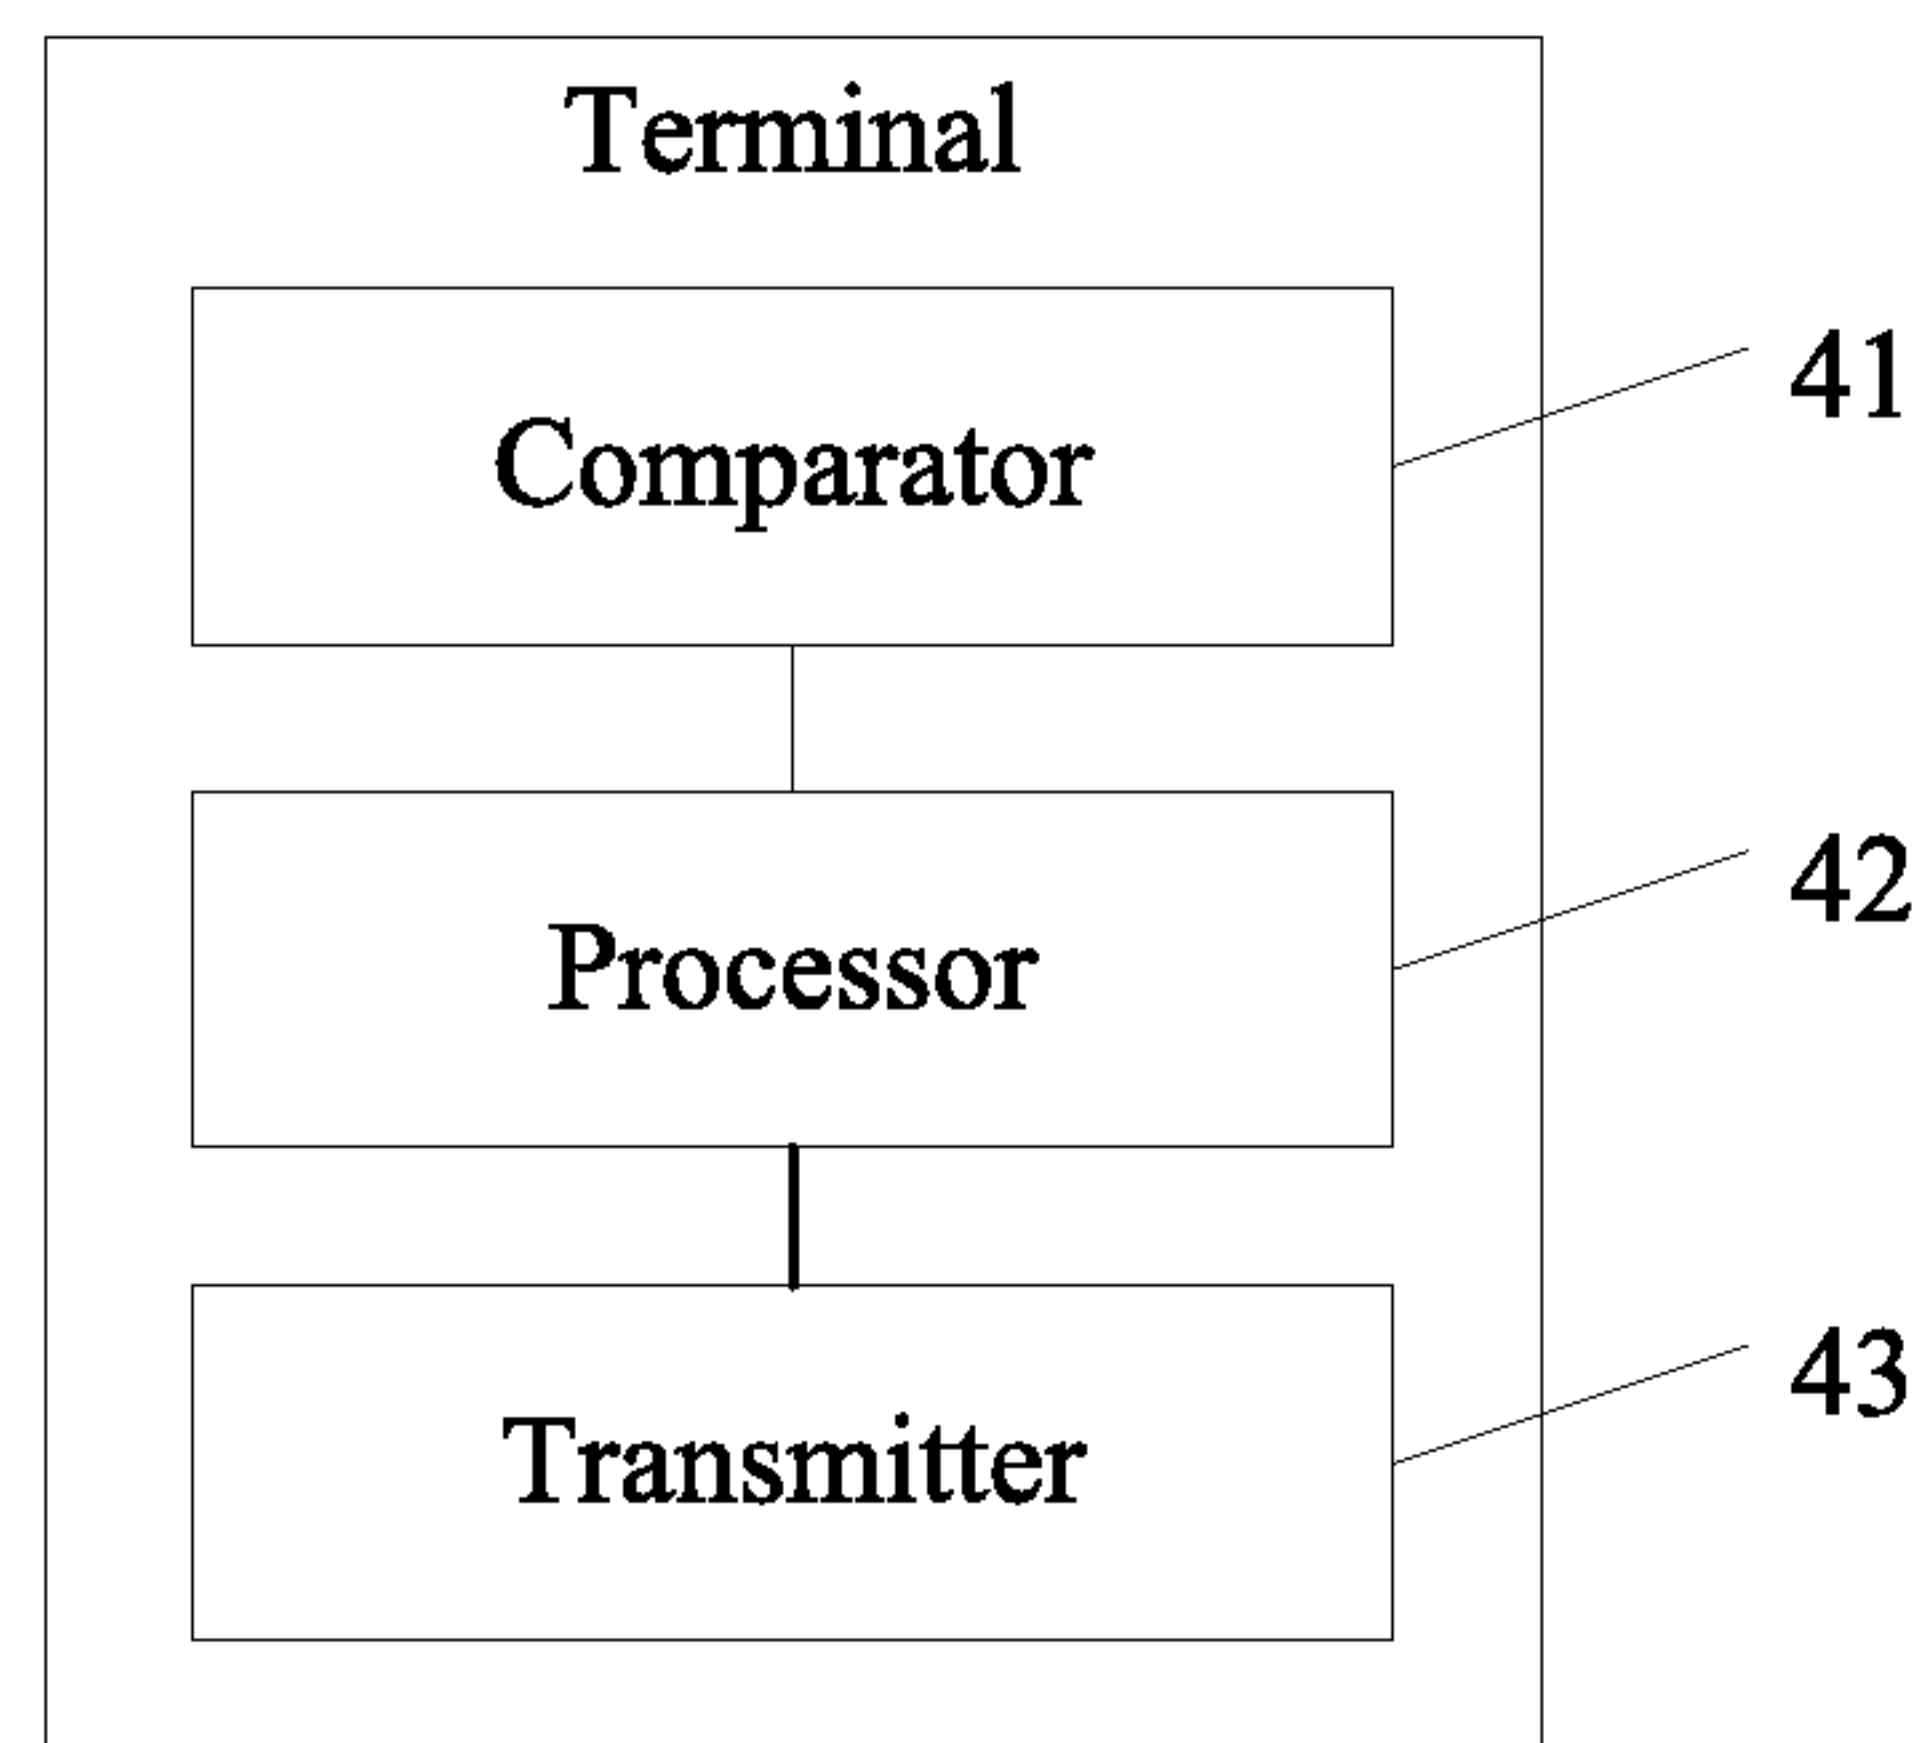 Terminal
Comparator
41
Processor
42
Transmitter
43